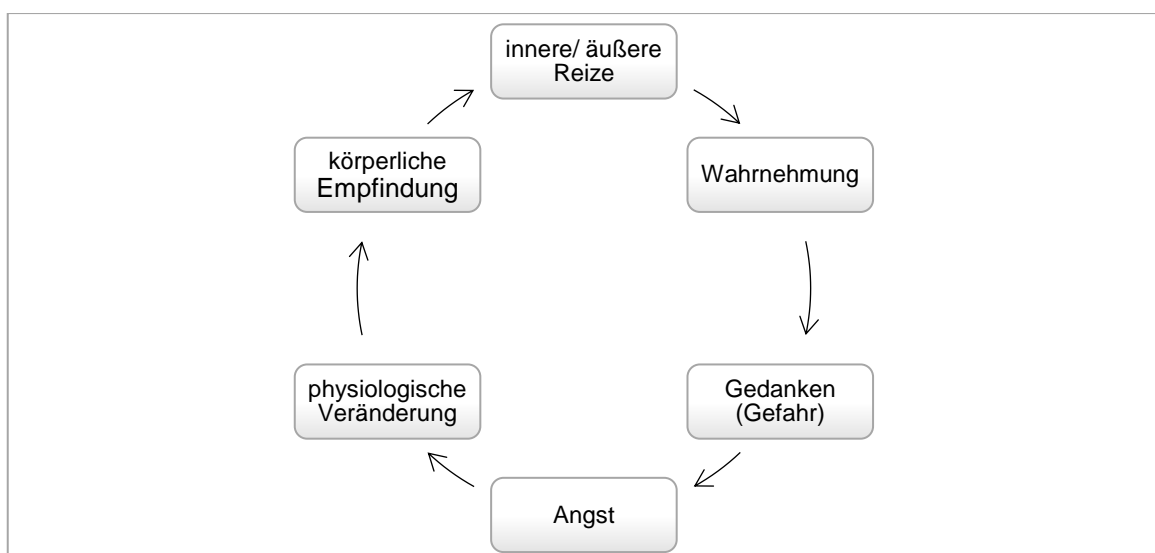 innere/ äußere
Reize
Wahrnehmung
Gedanken
(Gefahr)
Angst
physiologische
Veränderung
körperliche
Empfindung